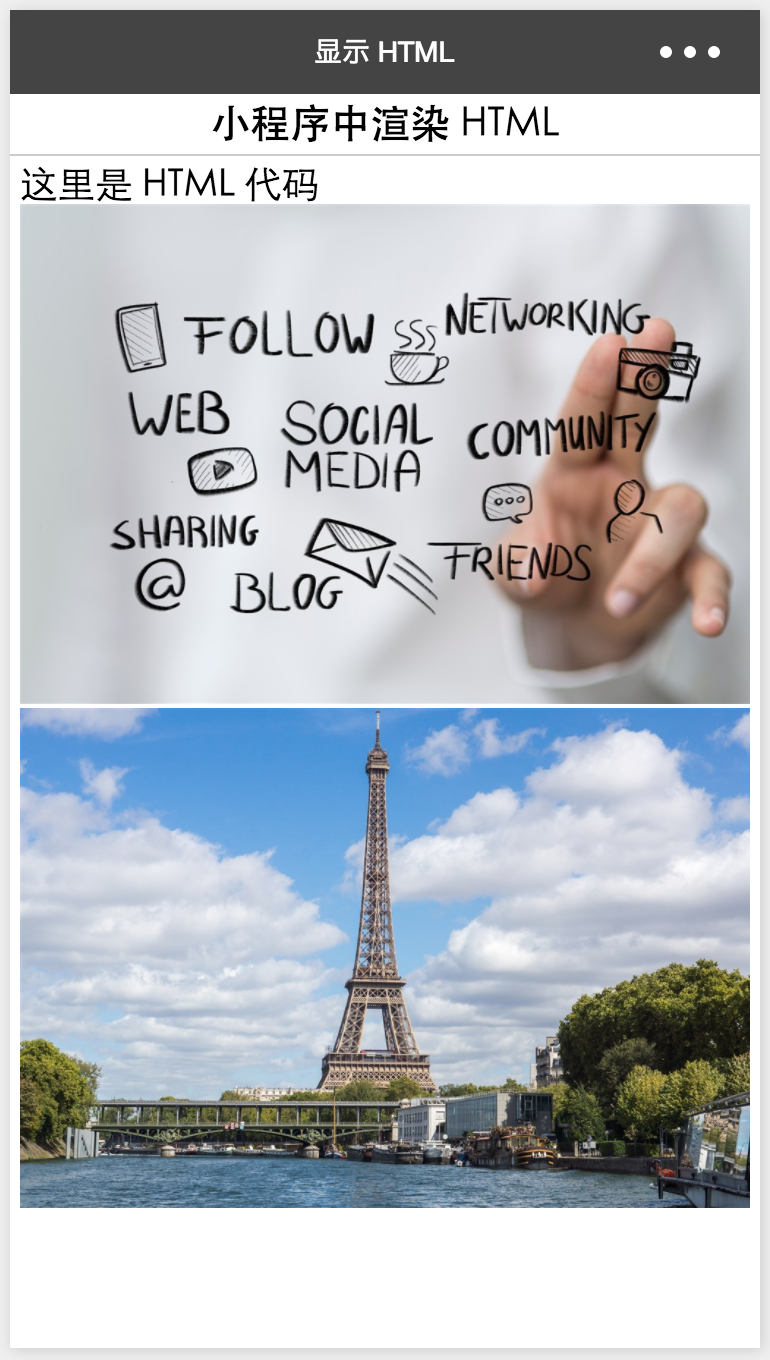 显示 HTML
小程序中渲染 HTML
这里是 HTML 代码
FOLLOW
NETWORKING
WEB
SOCIAL
MEDIA
COMMUNITY
SHARING
@
BLOG
FRIENDS